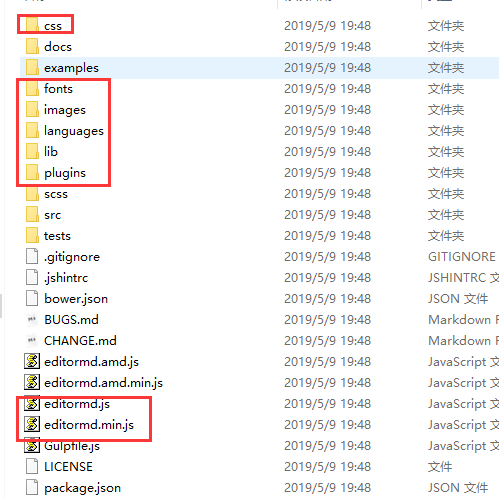 css 2019/5/9 19:48 文件夹
docs 2019/5/9 19:48 文件夹
examples 2019/5/9 19:48 文件夹
fonts 2019/5/9 19:48 文件夹
images 2019/5/9 19:48 文件夹
languages 2019/5/9 19:48 文件夹
lib 2019/5/9 19:48 文件夹
plugins 2019/5/9 19:48 文件夹
scss 2019/5/9 19:48 文件夹
src 2019/5/9 19:48 文件夹
tests 2019/5/9 19:48 文件夹
.gitignore 2019/5/9 19:48 GITIGNORE
.jshintrc 2019/5/9 19:48 JSHINTRC 文
bower.json 2019/5/9 19:48 JSON 文件
BUGS.md 2019/5/9 19:48 Markdown F
CHANGE.md 2019/5/9 19:48 Markdown F
editormd.amd.js 2019/5/9 19:48 JavaScript 文
editormd.amd.min.js 2019/5/9 19:48 JavaScript 文
editormd.js 2019/5/9 19:48 JavaScript 文
editormd.min.js 2019/5/9 19:48 JavaScript 文
Gulpfile.js 2019/5/9 19:48 JavaScript 文
LICENSE 2019/5/9 19:48 文件
package.json 2019/5/9 19:48 JSON 文件